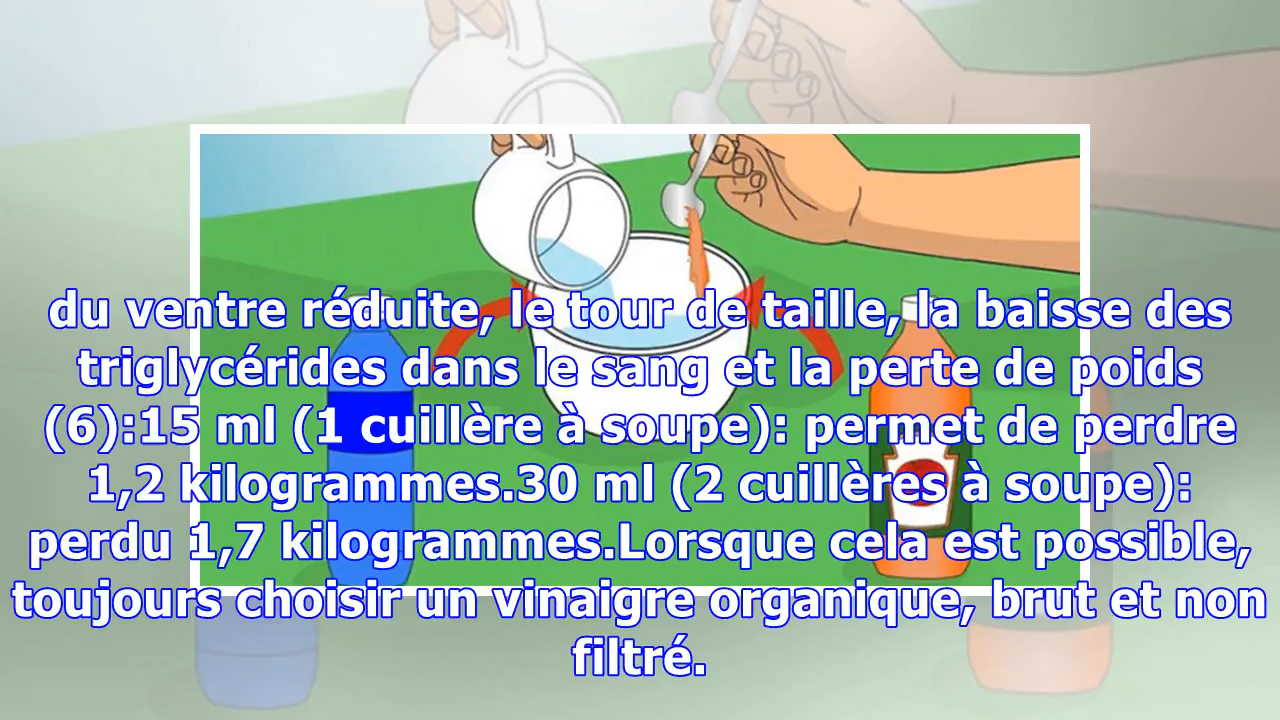 du ventre réduite, le tour de taille, la baisse des
triglycérides dans le sang et la perte de poids
(6):15 ml (1 cuillère à soupe): permet de perdre
1,2 kilogrammes.30 ml (2 cuillères à soupe):
perdu 1,7 kilogrammes.Lorsque cela est possible,
toujours choisir un vinaigre organique, brut et non
filtré.